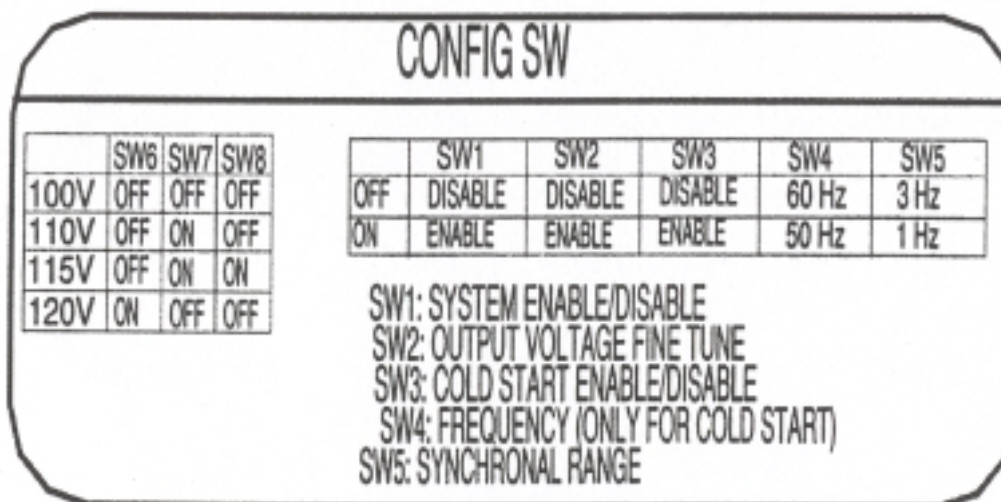 CONFIG SW
SW6 SW7 SW8
100V OFF OFF OFF
110V OFF ON OFF
115V OFF ON ON
120V ON OFF OFF
SW1 SW2 SW3 SW4 SW5
OFF DISABLE DISABLE DISABLE 60 Hz 3 Hz
ON ENABLE ENABLE ENABLE 50 Hz 1 Hz
SW1: SYSTEM ENABLE/DISABLE
SW2: OUTPUT VOLTAGE FINE TUNE
SW3: COLD START ENABLE/DISABLE
SW4: FREQUENCY (ONLY FOR COLD START)
SW5: SYNCHRONAL RANGE